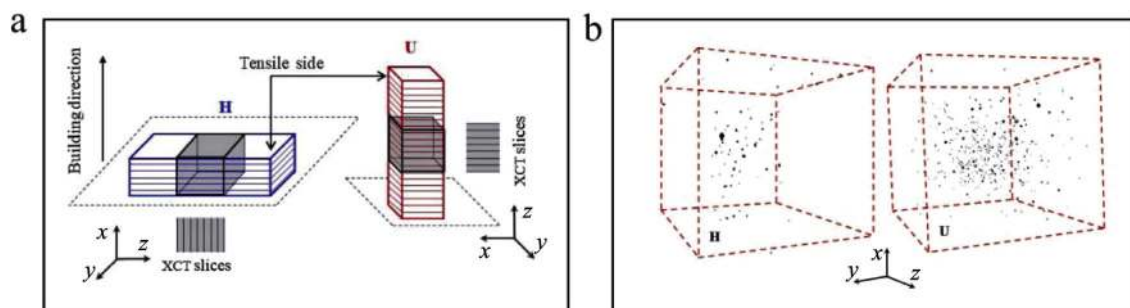 a
Building direction
H
Tensile side
U
XCT slices
x
z
y
XCT slices
z
x
y
b
H
U
x
y
z